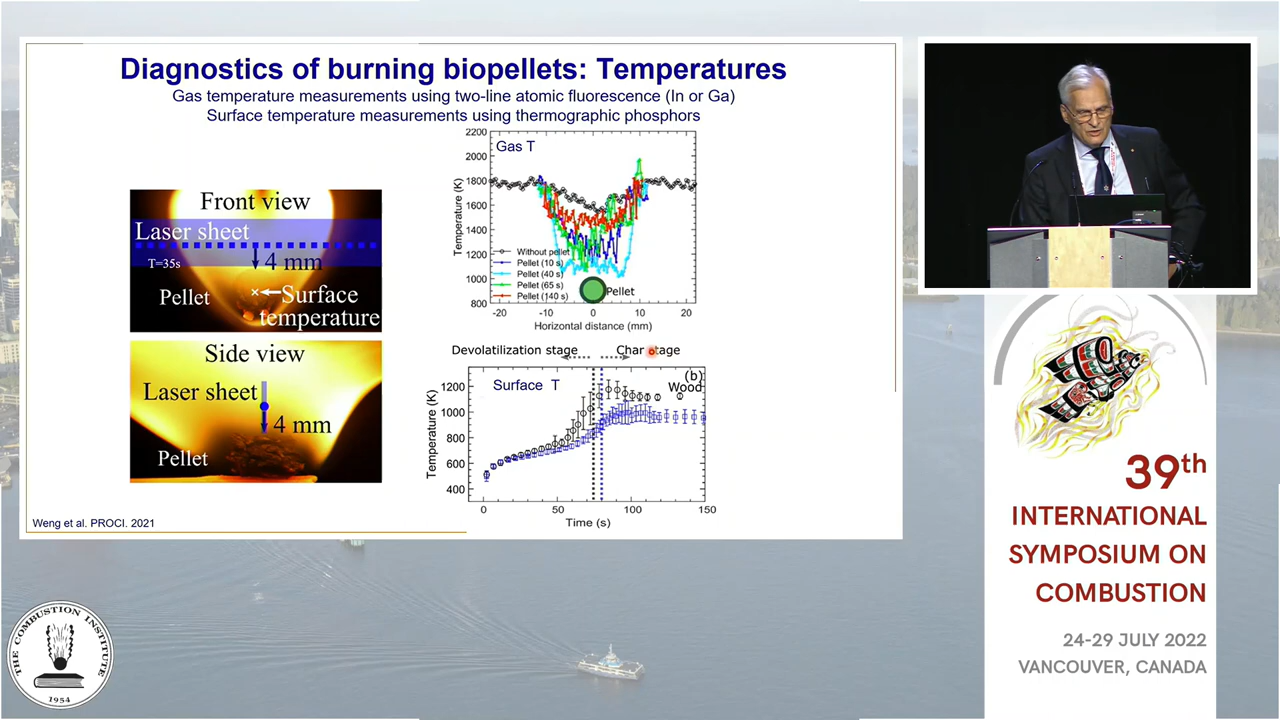 Diagnostics of burning biopellets: Temperatures
Gas temperature measurements using two-line atomic fluorescence (In or Ga)
Surface temperature measurements using thermographic phosphors
Front view
Laser sheet
T=35s
4 mm
Pellet
Surface
temperature
Side view
Laser sheet
4 mm
Pellet
Gas T
Temperature (K)
2200
2000
1800
1600
1400
1200
1000
800
Without pellet
Pellet (10 s)
Pellet (40 s)
Pellet (65 s)
Pellet (140 s)
Pellet
-20
-10
0
10
20
Horizontal distance (mm)
Devolatilization stage
Char stage
Surface T
(b)
Wood
Temperature (K)
1200
1000
800
600
400
0
50
100
150
Time (s)
Weng et al. PROCI. 2021
39th
INTERNATIONAL
SYMPOSIUM ON
COMBUSTION
24-29 JULY 2022
VANCOUVER, CANADA
THE COMBUSTION INSTITUTE
1954